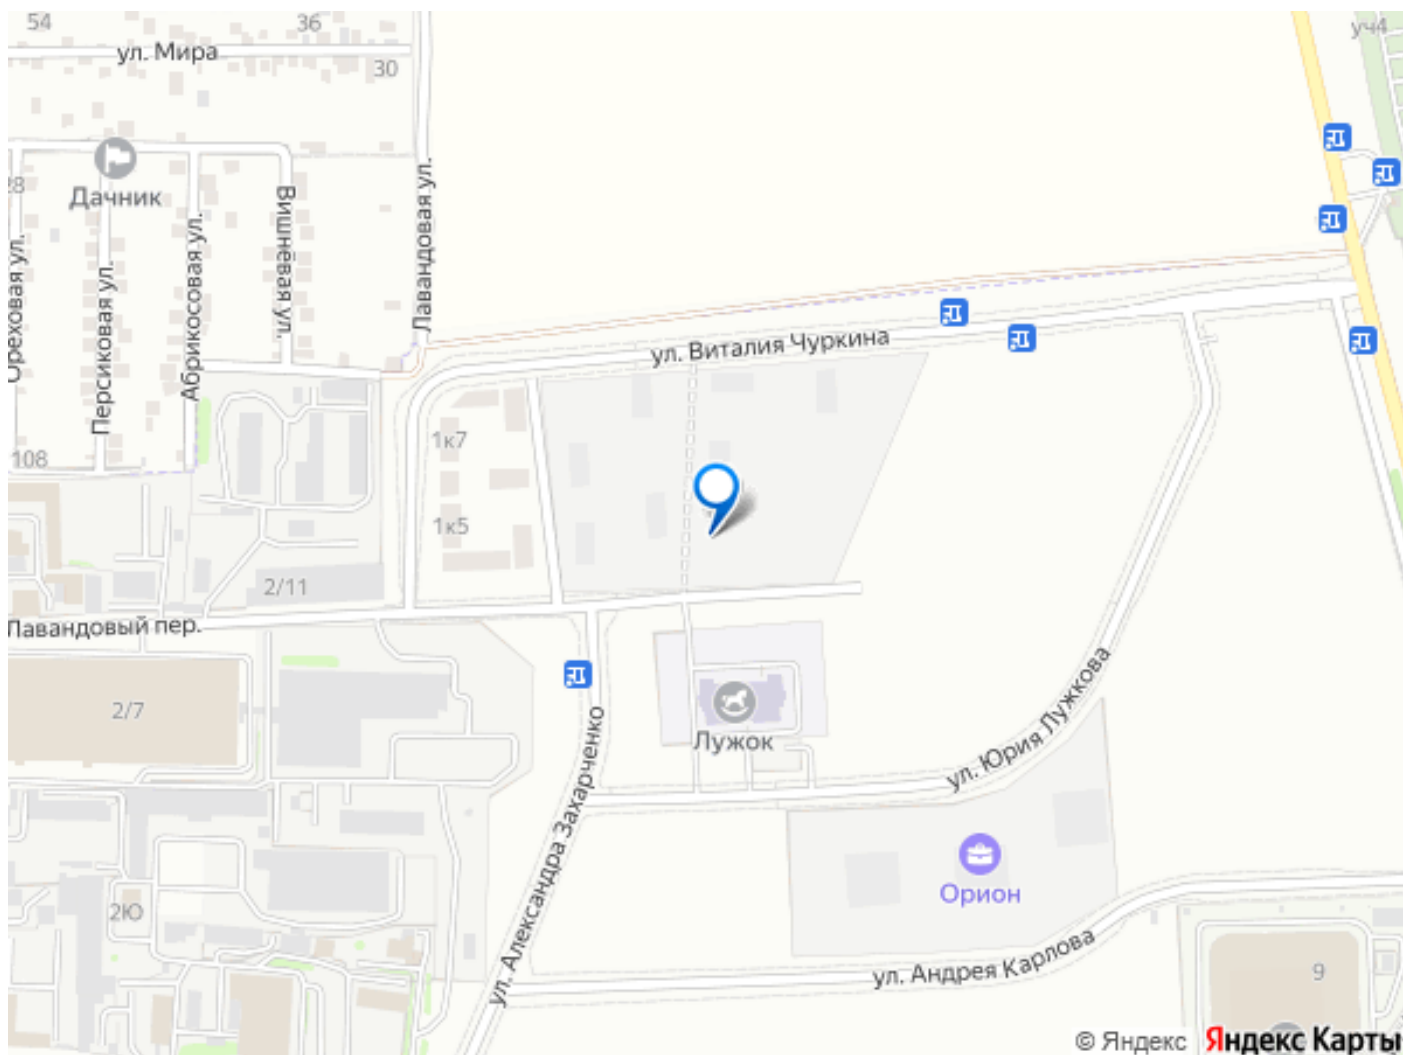 54
36
уч4
ул. Мира
30
Дачник
28
Ореховая ул.
Персиковая ул.
Абрикосовая ул.
Вишнёвая ул.
Лавандовая ул.
ул. Виталия Чуркина
1к7
108
1к5
2/11
Лавандовый пер.
2/7
Лужок
ул. Александра Захарченко
ул. Юрия Лужкова
Орион
2Ю
ул. Андрея Карлова
9
© Яндекс Яндекс Карты